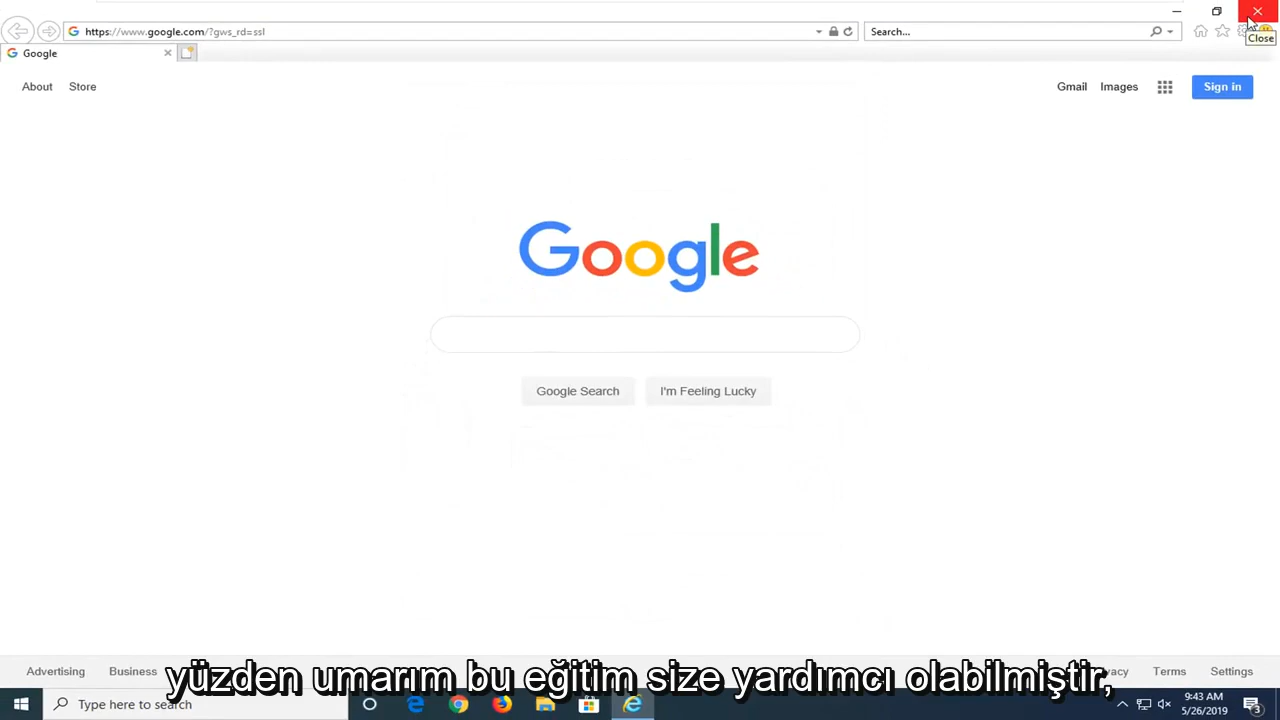 https://www.google.com/?gws_rd=ssl
Search...
Close
Google
About
Store
Gmail
Images
Sign in
Google
Google Search
I'm Feeling Lucky
Advertising
Business
Terms
Settings
yüzden umarım bu eğitim size yardımcı olabilmiştir,
Type here to search
9:43 AM
5/26/2019
3